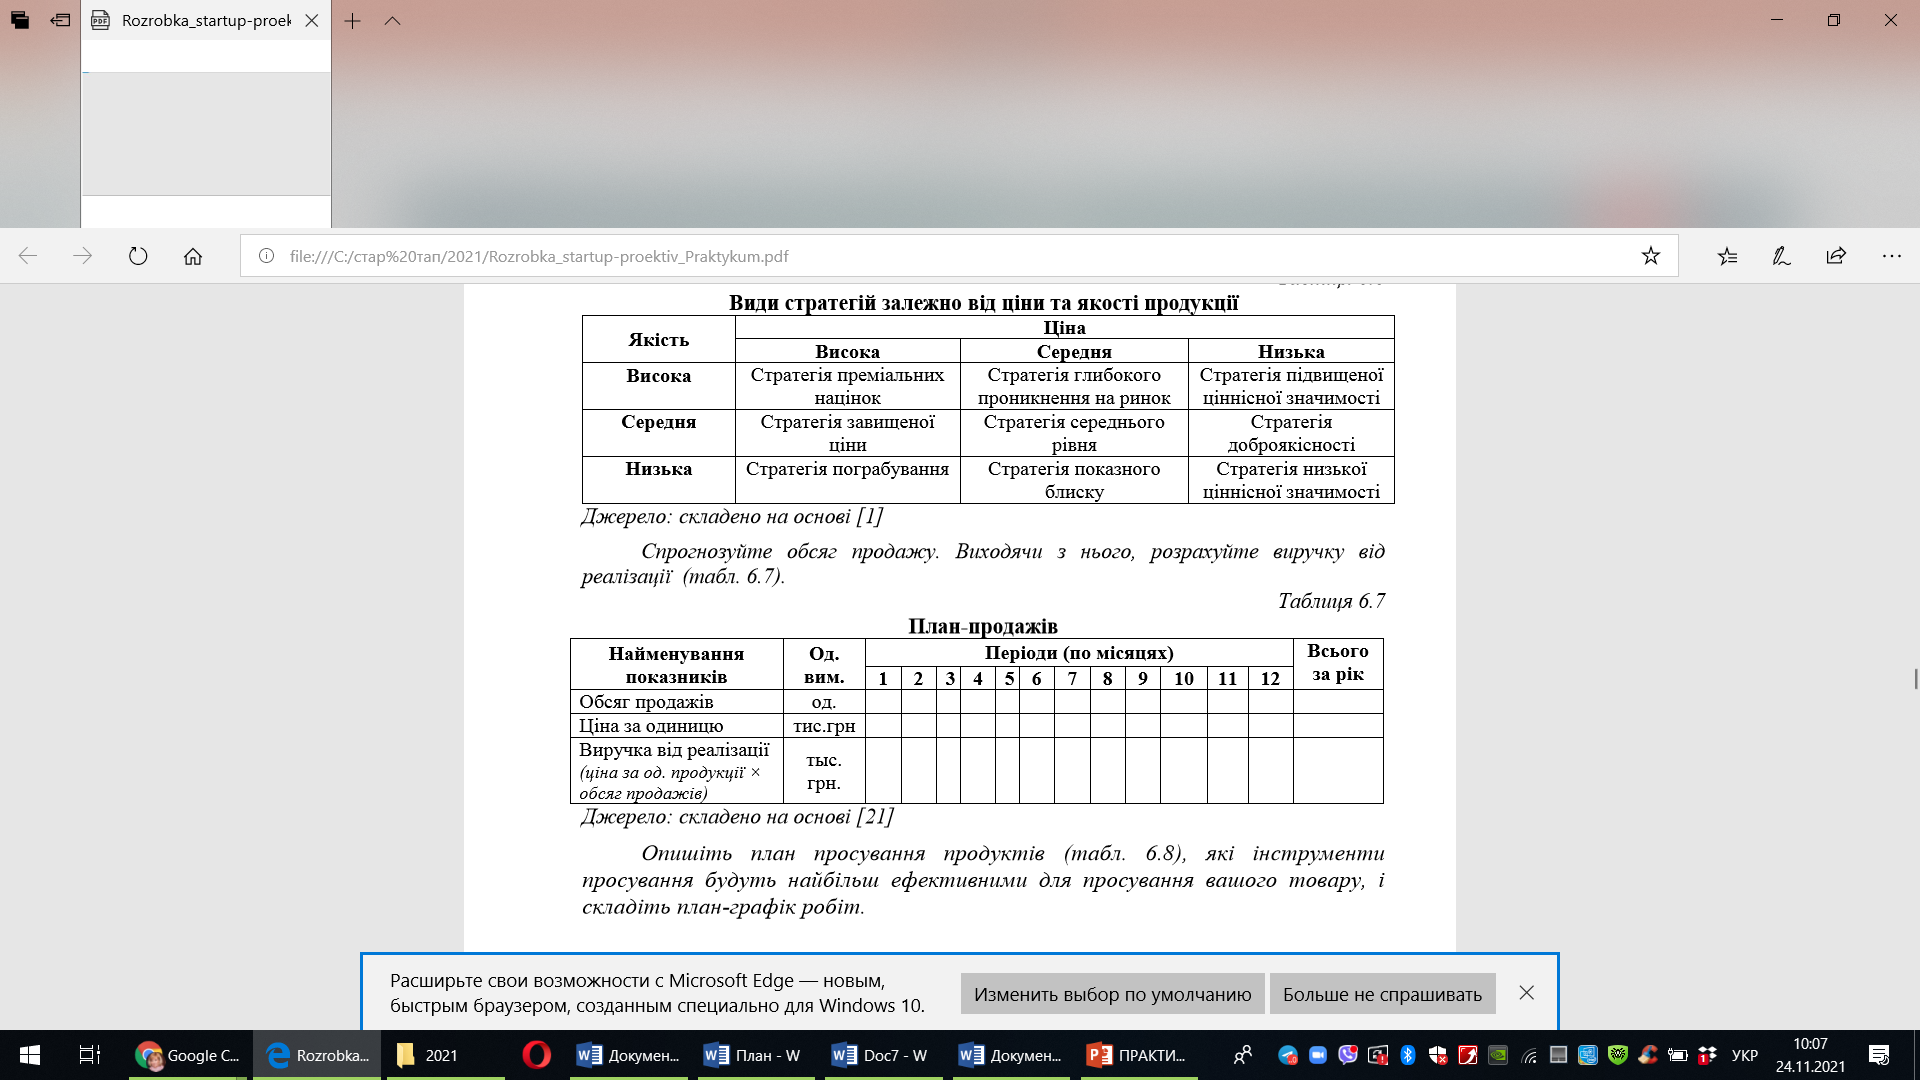 Rozrobka_startup-proek
file:///C:/стар%20тап/2021/Rozrobka_startup-proektiv_Praktykum.pdf
Види стратегій залежно від ціни та якості продукції
Якість
Ціна
Висока Середня Низька
Висока
Стратегія преміальних
націнок
Стратегія глибокого
проникнення на ринок
Стратегія підвищеної
ціннісної значимості
Середня
Стратегія завищеної
ціни
Стратегія середнього
рівня
Стратегія
доброякісності
Низька
Стратегія пограбування
Стратегія показного
блиску
Стратегія низької
ціннісної значимості
Джерело: складено на основі [1]
Спрогнозуйте обсяг продажу. Виходячи з нього, розрахуйте виручку від
реалізації (табл. 6.7).
Таблиця 6.7
План-продажів
Найменування
показників
Од.
вим.
Періоди (по місяцях)
1 2 3 4 5 6 7 8 9 10 11 12
Всього
за рік
Обсяг продажів од.
Ціна за одиницю тис.грн
Виручка від реалізації
(ціна за од. продукції ×
обсяг продажів)
тыс.
грн.
Джерело: складено на основі [21]
Опишіть план просування продуктів (табл. 6.8), які інструменти
просування будуть найбільш ефективними для просування вашого товару, і
складіть план-графік робіт.
Расширьте свои возможности с Microsoft Edge — новым,
быстрым браузером, созданным специально для Windows 10.
Изменить выбор по умолчанию
Больше не спрашивать
Google C...
Rozrobka...
2021
Докумен...
План - W
Doc7 - W
Докумен...
ПРАКТИ...
УКР
10:07
24.11.2021